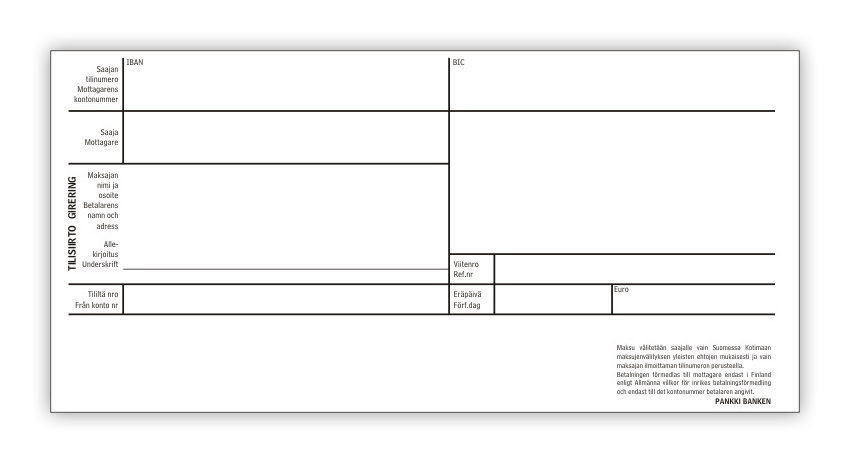 Saajan
tilinumero
Mottagarens
kontonummer
IBAN
BIC
Saaja
Mottagare
TILISIIRTO GIRERING
Maksajan
nimi ja
osoite
Betalarens
namn och
adress
Alle-
kirjoitus
Underskrift
Viitenro
Ref.nr
Tililtä nro
Från konto nr
Eräpäivä
Förf.dag
Euro
Maksu välitetään saajalle vain Suomessa Kotimaan
maksujenvälityksen yleisten ehtojen mukaisesti ja vain
maksajan ilmoittaman tilinumeron perusteella.
Betalningen förmedlas till mottagare endast i Finland
enligt Allmänna villkor för inrikes betalningsförmedling
och endast till det kontonummer betalaren angivit.
PANKKI BANKEN